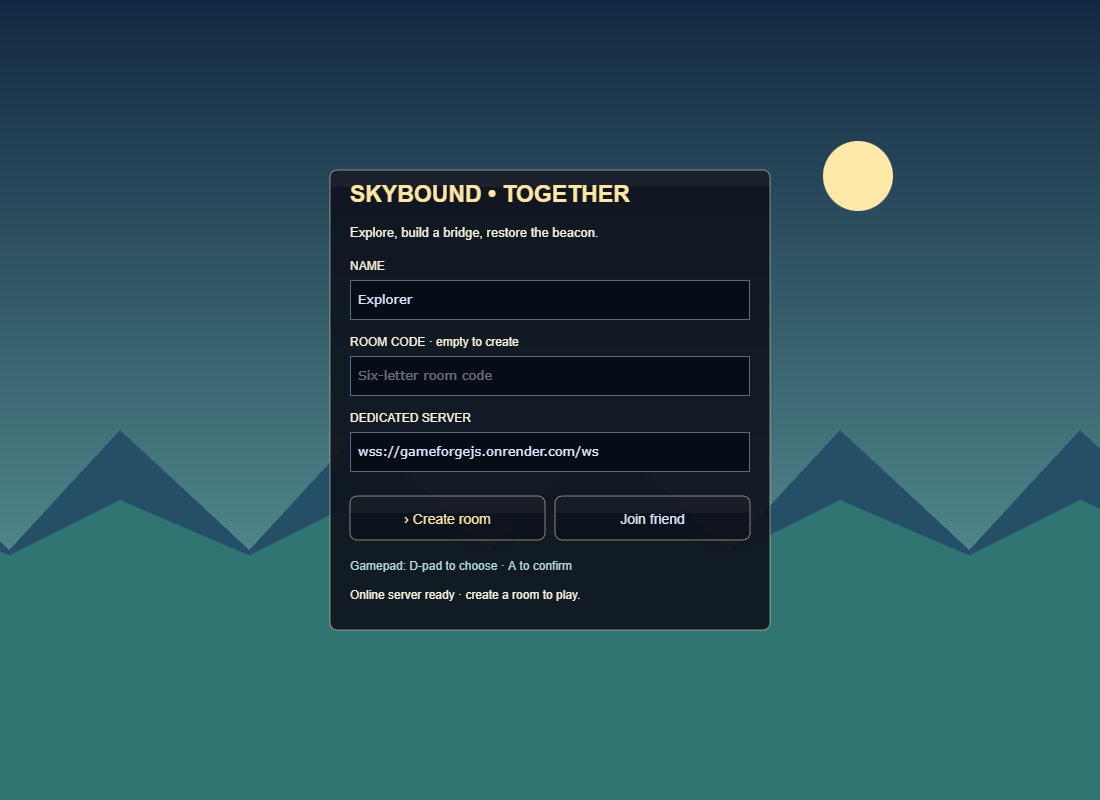 SKYBOUND • TOGETHER
Explore, build a bridge, restore the beacon.
NAME
Explorer
ROOM CODE · empty to create
Six-letter room code
DEDICATED SERVER
wss://gameforgejs.onrender.com/ws
› Create room
Join friend
Gamepad: D-pad to choose · A to confirm
Online server ready · create a room to play.